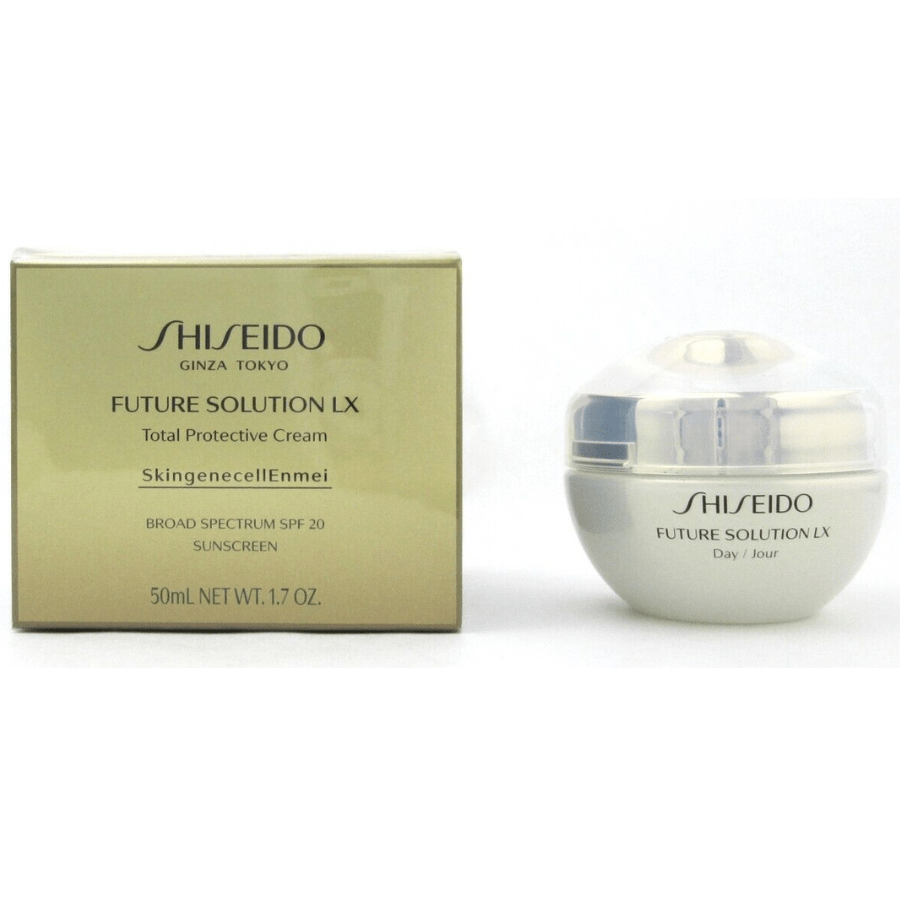 SHISEIDO
GINZA TOKYO
FUTURE SOLUTION LX
Total Protective Cream
SkingenecellEnmei
BROAD SPECTRUM SPF 20
SUNSCREEN
50mL NET WT. 1.7 OZ.
SHISEIDO
FUTURE SOLUTION LX
Day / Jour